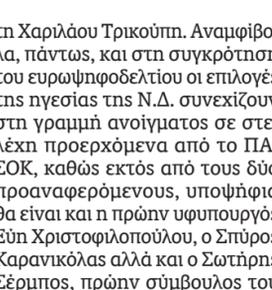 τη Χαριλάου Τρικούπη. Αναμφίβο
λα, πάντως, και στη συγκρότηση
του ευρωψηφοδελτίου οι επιλογές
της ηγεσίας της Ν.Δ. συνεχίζουν
στη γραμμή ανοίγματος σε στε-
λέχη προερχόμενα από το ΠΑ
ΣΟΚ, καθώς εκτός από τους δύο
προαναφερόμενους, υποψήφιο
θα είναι και η πρώην υφυπουργός
Εύη Χριστοφιλοπούλου, ο Σπύρος
Καρανικόλας αλλά και ο Σωτήρης
Σέρμπος, πρώην σύμβουλος του